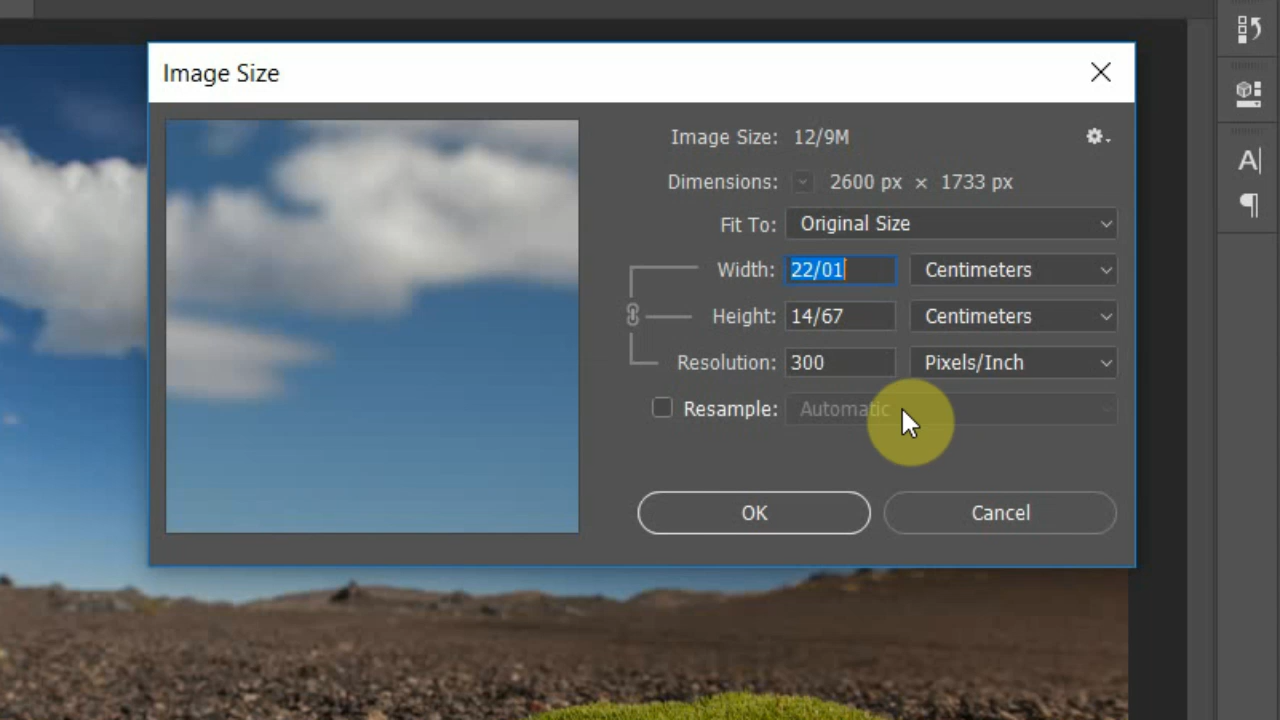 Image Size
Image Size: 12/9M
Dimensions: 2600 px × 1733 px
Fit To: Original Size
Width: 22/01 Centimeters
Height: 14/67 Centimeters
Resolution: 300 Pixels/Inch
Resample: Automatic
OK Cancel
A
¶